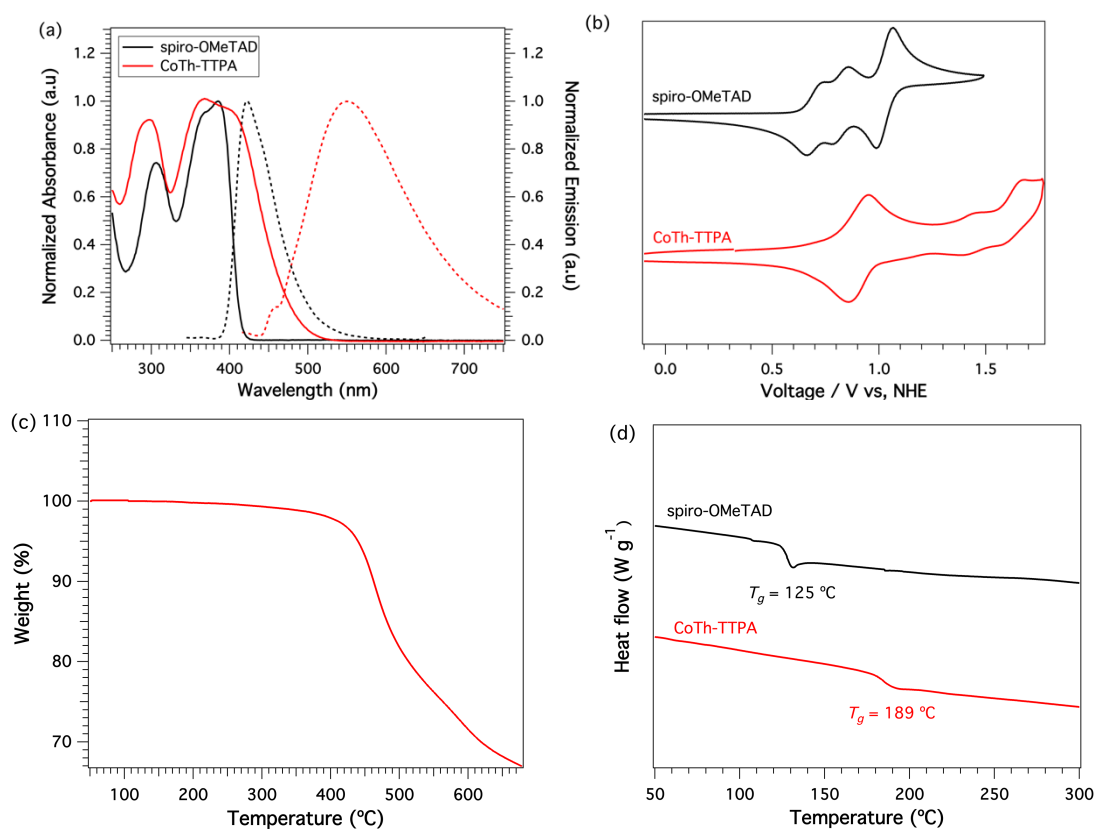 (a)
spiro-OMeTAD
CoTh-TTPA
1.2
1.0
0.8
0.6
0.4
0.2
0.0
Normalized Absorbance (a.u)
1.2
1.0
0.8
0.6
0.4
0.2
0.0
Normalized Emission (a.u)
300 400 500 600 700
Wavelength (nm)
(b)
spiro-OMeTAD
CoTh-TTPA
0.0 0.5 1.0 1.5
Voltage / V vs, NHE
(c)
110
100
90
80
70
Weight (%)
100 200 300 400 500 600
Temperature (ºC)
(d)
spiro-OMeTAD
Tg = 125 ºC
CoTh-TTPA
Tg = 189 ºC
Heat flow (W g-1)
50 100 150 200 250 300
Temperature (ºC)